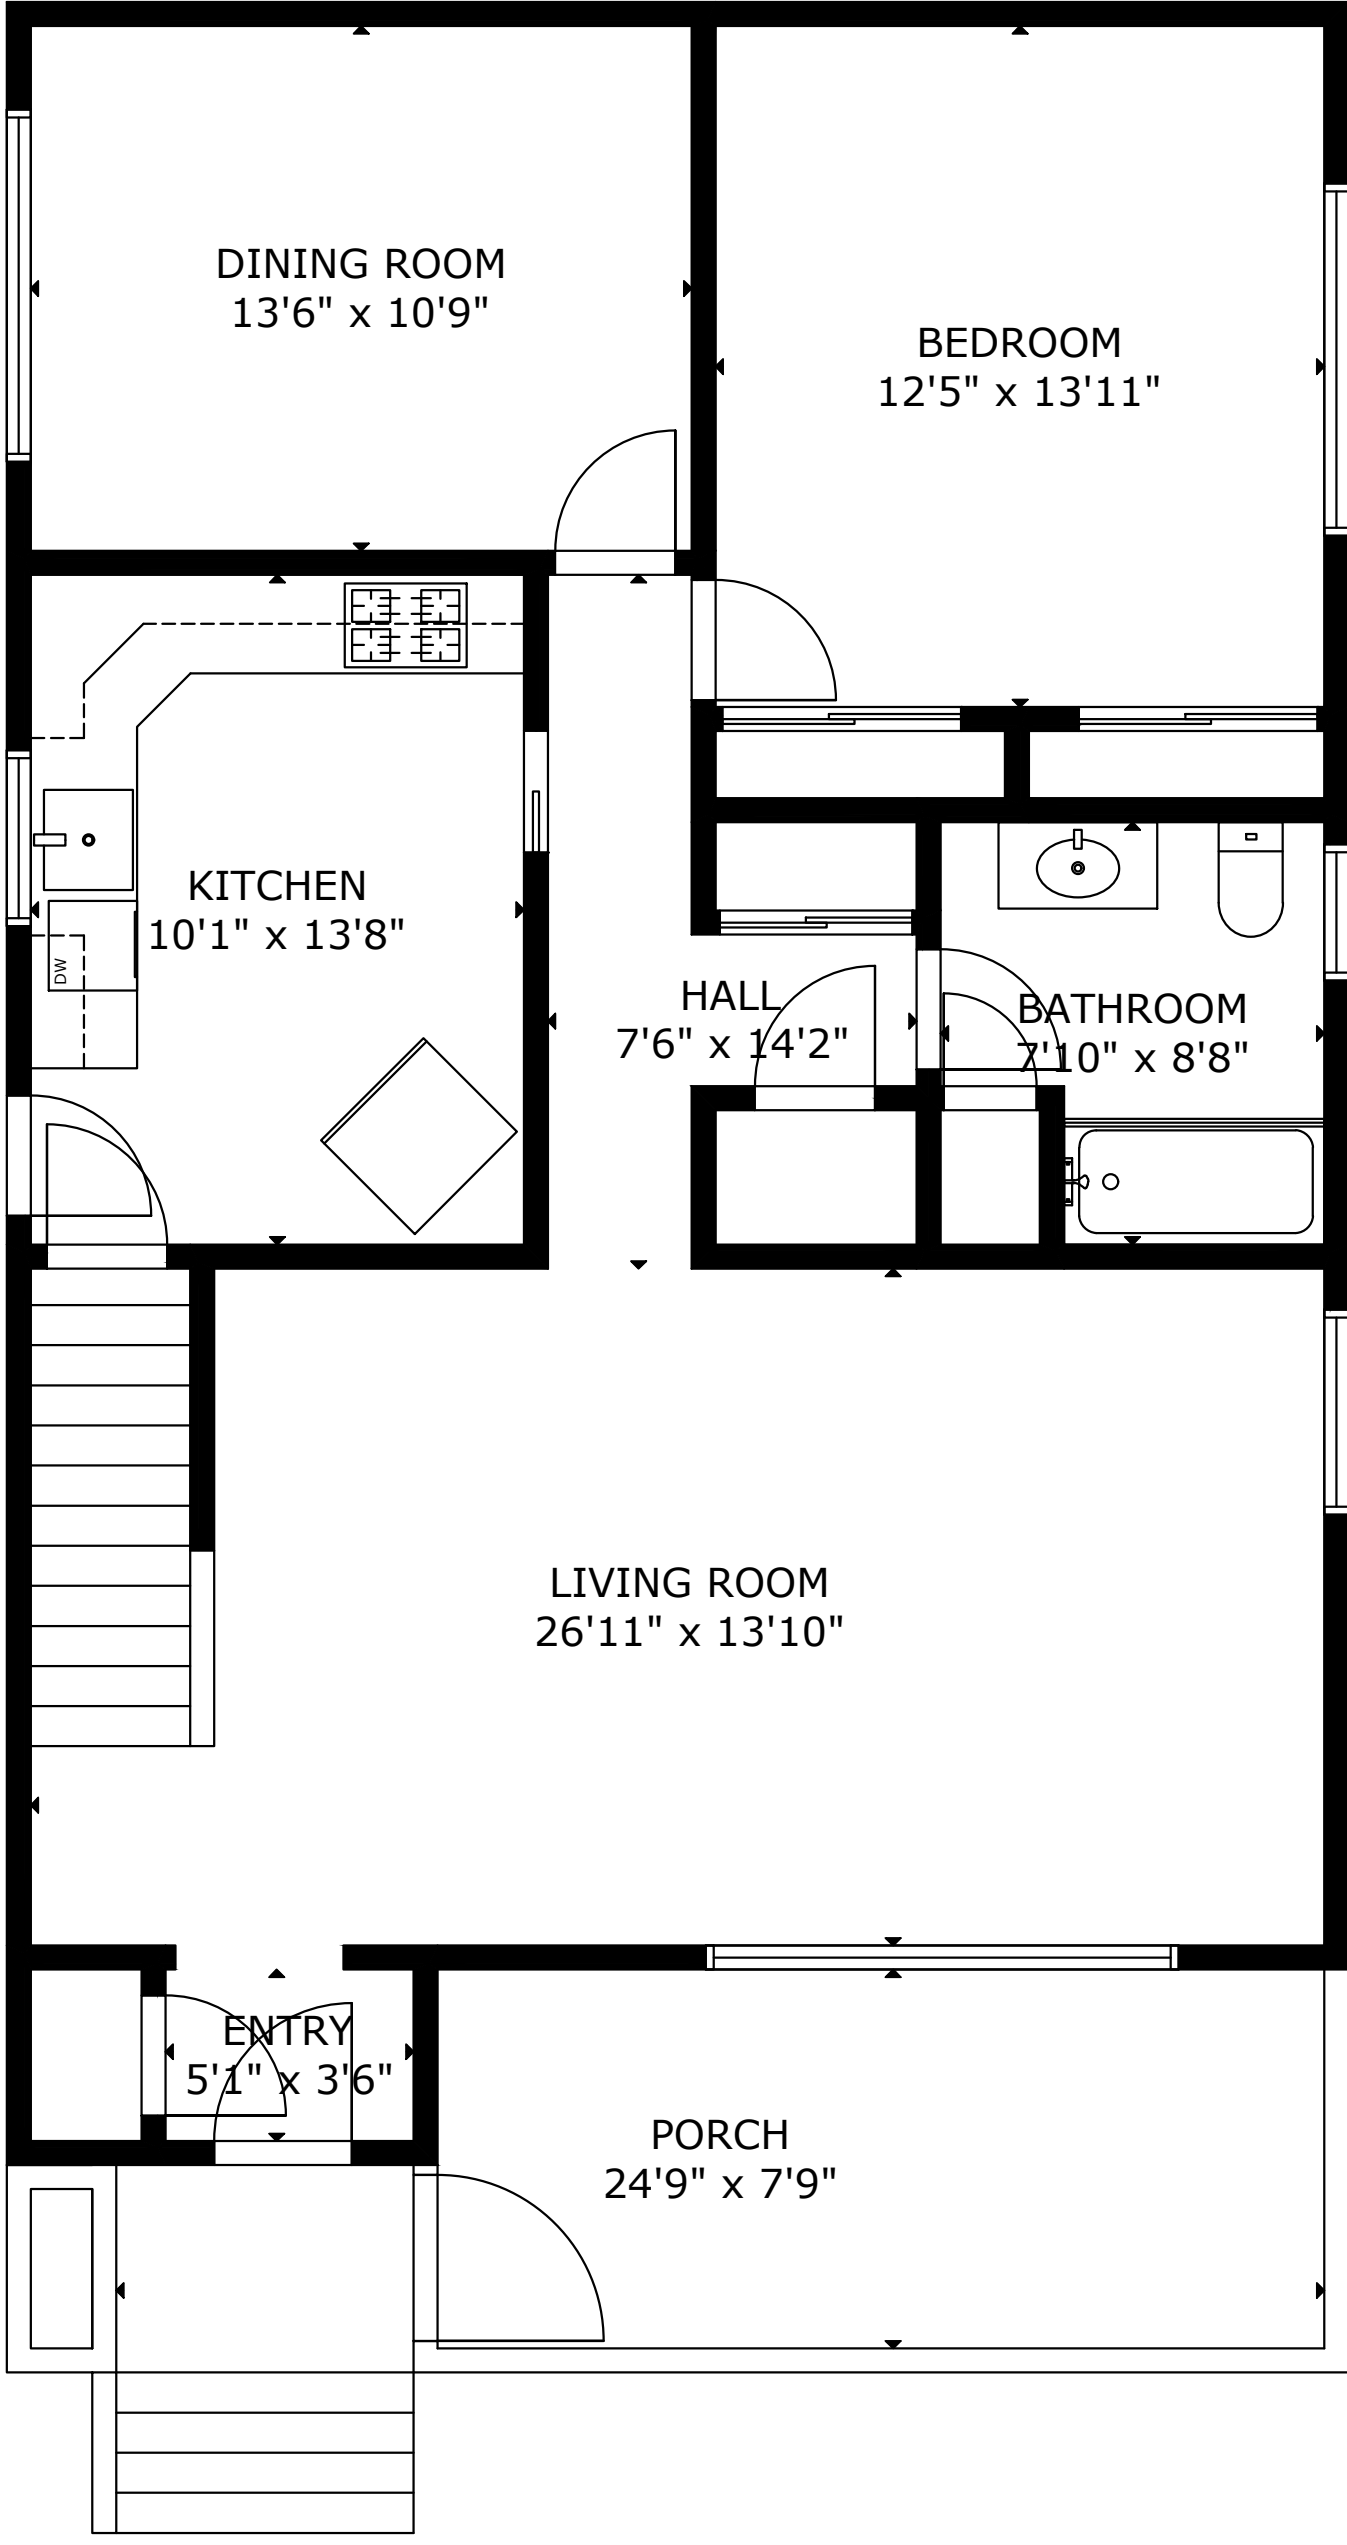 DINING ROOM
13'6" x 10'9"
BEDROOM
12'5" x 13'11"
KITCHEN
10'1" x 13'8"
DW
HALL
7'6" x 14'2"
BATHROOM
7'10" x 8'8"
LIVING ROOM
26'11" x 13'10"
ENTRY
5'1" x 3'6"
PORCH
24'9" x 7'9"